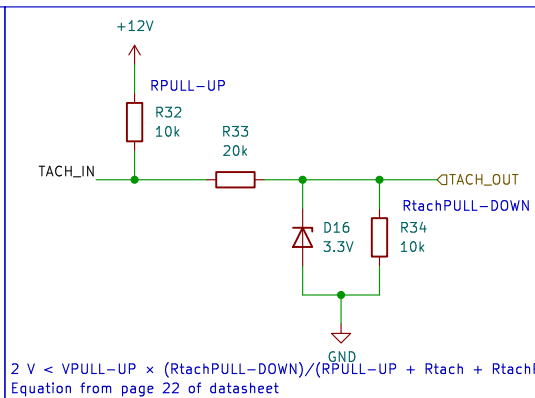 +12V
RPULL-UP
R32
10k
R33
20k
TACH_IN
TACH_OUT
RtachPULL-DOWN
D16
3.3V
R34
10k
GND
2 V < VPULL-UP × (RtachPULL-DOWN)/(RPULL-UP + Rtach +
Equation from page 22 of datasheet